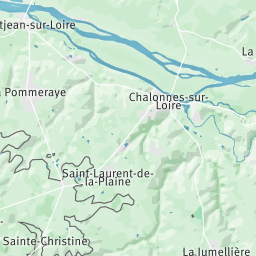 tjean-sur-Loire
La
Pommeraye
Chalonnes-sur-
Loire
Saint-Laurent-de-
la-Plaine
Sainte-Christine
La Jumellière